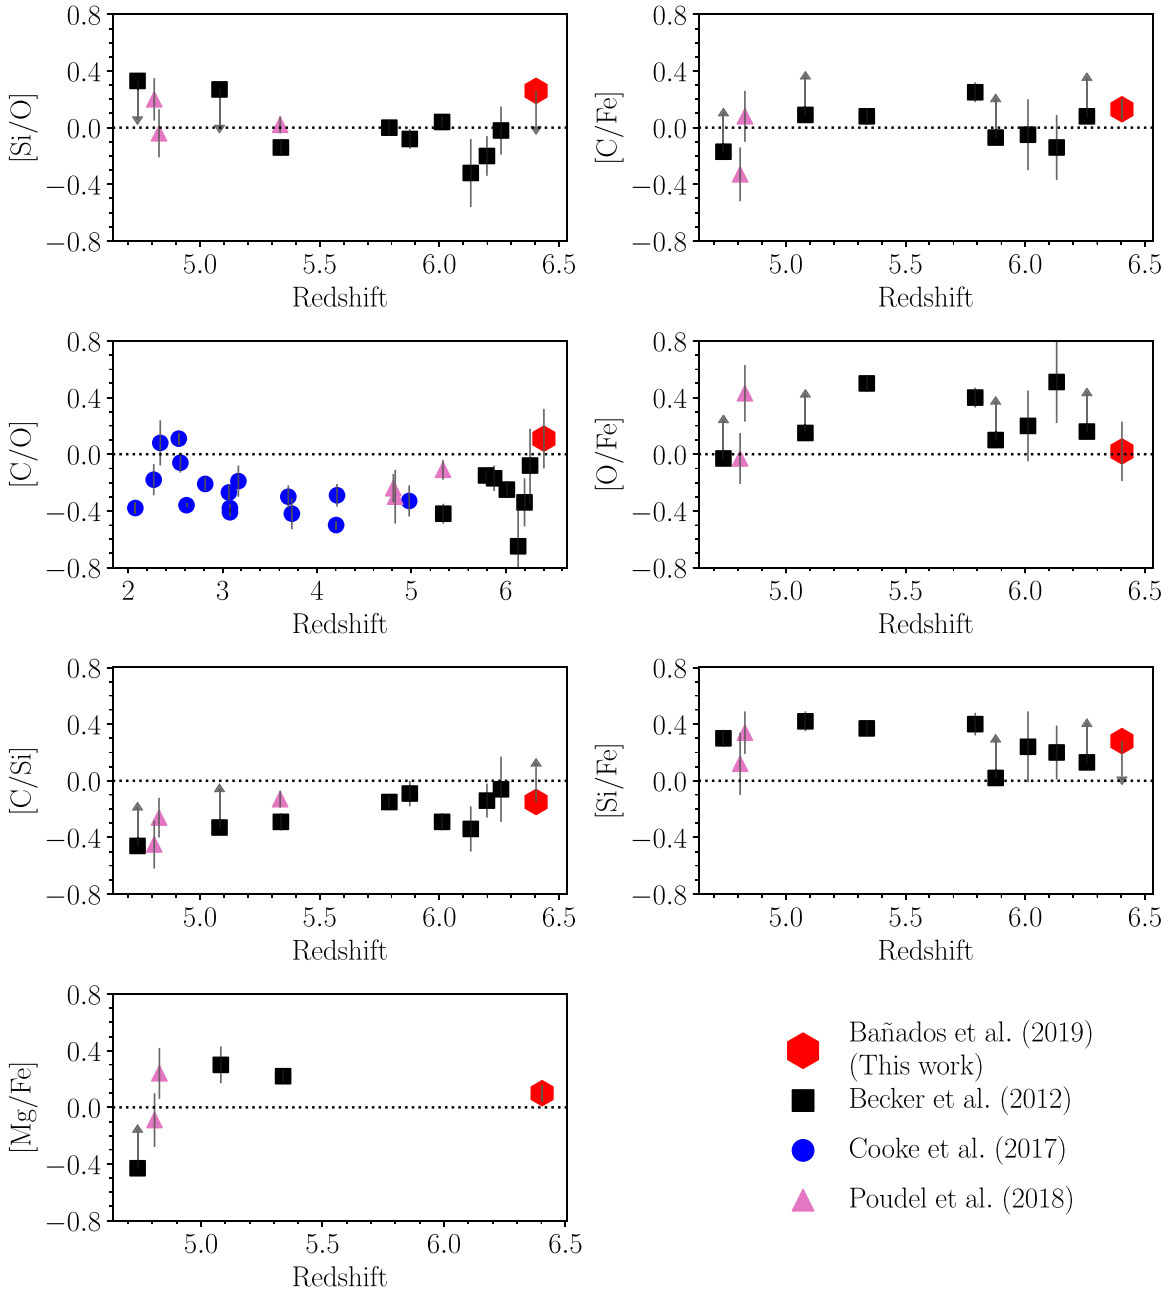 0.8
0.4
0.0
−0.4
−0.8
[Si/O]
5.0 5.5 6.0 6.5
Redshift
0.8
0.4
0.0
−0.4
−0.8
[C/Fe]
5.0 5.5 6.0 6.5
Redshift
0.8
0.4
0.0
−0.4
−0.8
[C/O]
2 3 4 5 6
Redshift
0.8
0.4
0.0
−0.4
−0.8
[O/Fe]
5.0 5.5 6.0 6.5
Redshift
0.8
0.4
0.0
−0.4
−0.8
[C/Si]
5.0 5.5 6.0 6.5
Redshift
0.8
0.4
0.0
−0.4
−0.8
[Si/Fe]
5.0 5.5 6.0 6.5
Redshift
0.8
0.4
0.0
−0.4
−0.8
[Mg/Fe]
5.0 5.5 6.0 6.5
Redshift
Bañados et al. (2019)
(This work)
Becker et al. (2012)
Cooke et al. (2017)
Poudel et al. (2018)